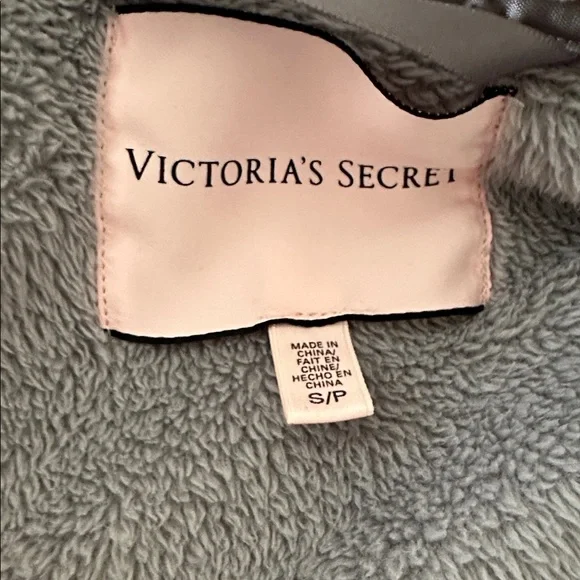 VICTORIA'S SECRET
MADE IN
CHINA/
FAIT EN
CHINE/
HECHO EN
CHINA
S/P